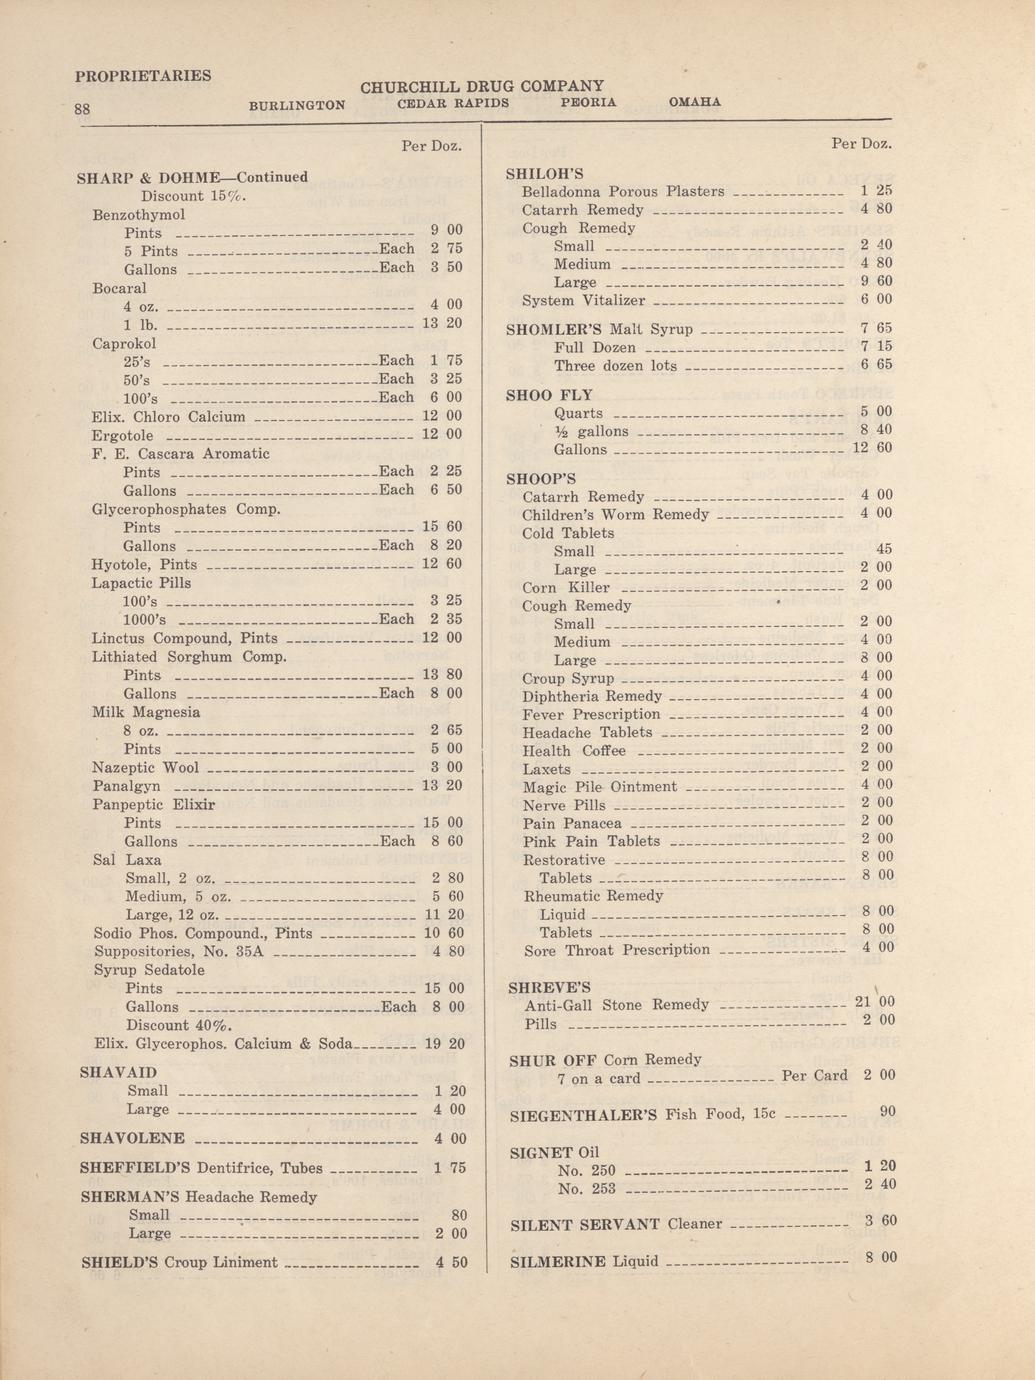 PROPRIETARIES
CHURCHILL DRUG COMPANY
88 BURLINGTON CEDAR RAPIDS PEORIA OMAHA
Per Doz.
SHARP & DOHME—Continued
Discount 15%.
Benzothymol
Pints 9 00
5 Pints Each 2 75
Gallons Each 3 50
Bocaral
4 oz. 4 00
1 lb. 13 20
Caprokol
25's Each 1 75
50's Each 3 25
100's Each 6 00
Elix. Chloro Calcium 12 00
Ergotole 12 00
F. E. Cascara Aromatic
Pints Each 2 25
Gallons Each 6 50
Glycerophosphates Comp.
Pints 15 60
Gallons Each 8 20
Hyotole, Pints 12 60
Lapactic Pills
100's 3 25
1000's Each 2 35
Linctus Compound, Pints 12 00
Lithiated Sorghum Comp.
Pints 13 80
Gallons Each 8 00
Milk Magnesia
8 oz. 2 65
Pints 5 00
Nazeptic Wool 3 00
Panalgyn 13 20
Panpeptic Elixir
Pints 15 00
Gallons Each 8 60
Sal Laxa
Small, 2 oz. 2 80
Medium, 5 oz. 5 60
Large, 12 oz. 11 20
Sodio Phos. Compound., Pints 10 60
Suppositories, No. 35A 4 80
Syrup Sedatole
Pints 15 00
Gallons Each 8 00
Discount 40%.
Elix. Glycerophos. Calcium & Soda 19 20
SHAVAID
Small 1 20
Large 4 00
SHAVOLENE 4 00
SHEFFIELD'S Dentifrice, Tubes 1 75
SHERMAN'S Headache Remedy
Small 80
Large 2 00
SHIELD'S Croup Liniment 4 50
Per Doz.
SHILOH'S
Belladonna Porous Plasters 1 25
Catarrh Remedy 4 80
Cough Remedy
Small 2 40
Medium 4 80
Large 9 60
System Vitalizer 6 00
SHOMLER'S Malt Syrup 7 65
Full Dozen 7 15
Three dozen lots 6 65
SHOO FLY
Quarts 5 00
½ gallons 8 40
Gallons 12 60
SHOOP'S
Catarrh Remedy 4 00
Children's Worm Remedy 4 00
Cold Tablets
Small 45
Large 2 00
Corn Killer 2 00
Cough Remedy
Small 2 00
Medium 4 00
Large 8 00
Croup Syrup 4 00
Diphtheria Remedy 4 00
Fever Prescription 4 00
Headache Tablets 2 00
Health Coffee 2 00
Laxets 2 00
Magic Pile Ointment 4 00
Nerve Pills 2 00
Pain Panacea 2 00
Pink Pain Tablets 2 00
Restorative 8 00
Tablets 8 00
Rheumatic Remedy
Liquid 8 00
Tablets 8 00
Sore Throat Prescription 4 00
SHREVE'S
Anti-Gall Stone Remedy 21 00
Pills 2 00
SHUR OFF Corn Remedy
7 on a card Per Card 2 00
SIEGENTHALER'S Fish Food, 15c 90
SIGNET Oil
No. 250 1 20
No. 253 2 40
SILENT SERVANT Cleaner 3 60
SILMERINE Liquid 8 00